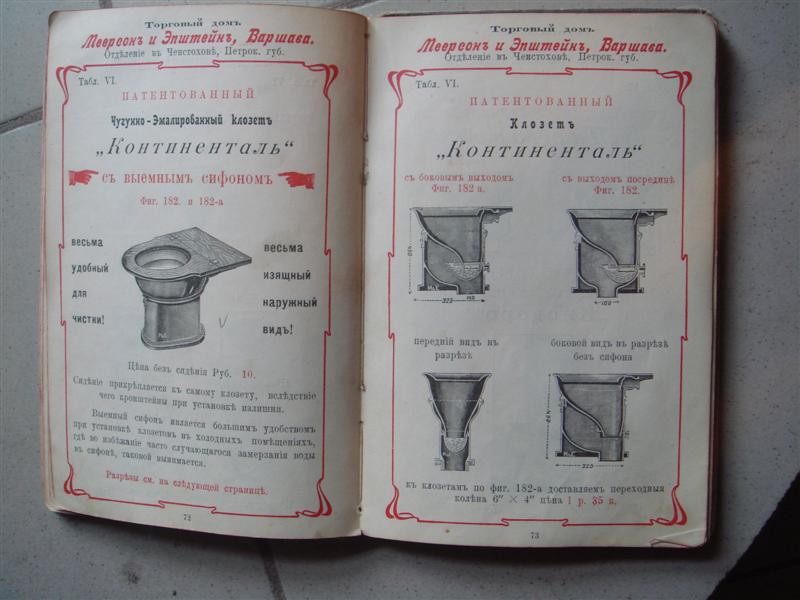 Торговый домъ
Меерсонъ и Эпштейнъ, Варшава.
Отдѣленіе въ Ченстоховѣ, Петрок. губ.
Табл. VI.
ПАТЕНТОВАННЫЙ
Чугунно-Эмалированный клозетъ
„Континенталь“
съ выемнымъ сифономъ
Фиг. 182. и 182-а
весьма
удобный
для
чистки!
весьма
изящный
наружный
видъ!
Цѣна безъ сидѣнія Руб. 10.
Сидѣніе прикрѣпляется къ самому клозету, вслѣдствіе
чего кронштейны при установкѣ излишни.
Выемный сифонъ является большимъ удобствомъ
при установкѣ клозетовъ въ холодныхъ помѣщеніяхъ,
гдѣ во избѣжаніе часто случающагося замерзанія воды
въ сифонѣ, таковой вынимается.
Разрѣзы см. на слѣдующей страницѣ.
72
Торговый домъ
Меерсонъ и Эпштейнъ, Варшава.
Отдѣленіе въ Ченстоховѣ, Петрок. губ.
Табл. VI.
ПАТЕНТОВАННЫЙ
Клозетъ
„Континенталь“
съ боковымъ выходомъ
Фиг. 182 а.
съ выходомъ посрединѣ
Фиг. 182.
325
100
передній видъ въ
разрѣзѣ
боковой видъ въ разрѣзѣ
безъ сифона
325
къ клозетамъ по фиг. 182-а доставляемъ переходныя
колѣна 6″ × 4″ цѣна 1 р. 35 к.
73